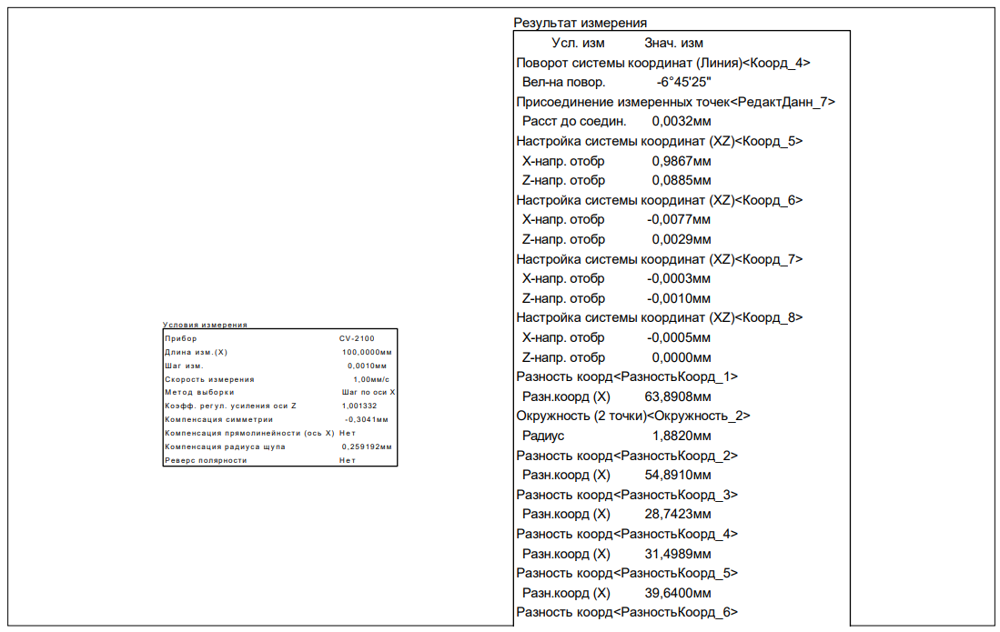 Результат измерения
Усл. изм Знач. изм
Поворот системы координат (Линия)<Коорд_4>
Вел-на повор. -6°45'25"
Присоединение измеренных точек<РедактДанн_7>
Расст до соедин. 0,0032мм
Настройка системы координат (XZ)<Коорд_5>
X-напр. отобр 0,9867мм
Z-напр. отобр 0,0885мм
Настройка системы координат (XZ)<Коорд_6>
X-напр. отобр -0,0077мм
Z-напр. отобр 0,0029мм
Настройка системы координат (XZ)<Коорд_7>
X-напр. отобр -0,0003мм
Z-напр. отобр -0,0010мм
Настройка системы координат (XZ)<Коорд_8>
X-напр. отобр -0,0005мм
Z-напр. отобр 0,0000мм
Разность коорд<РазностьКоорд_1>
Разн.коорд (X) 63,8908мм
Окружность (2 точки)<Окружность_2>
Радиус 1,8820мм
Разность коорд<РазностьКоорд_2>
Разн.коорд (X) 54,8910мм
Разность коорд<РазностьКоорд_3>
Разн.коорд (X) 28,7423мм
Разность коорд<РазностьКоорд_4>
Разн.коорд (X) 31,4989мм
Разность коорд<РазностьКоорд_5>
Разн.коорд (X) 39,6400мм
Разность коорд<РазностьКоорд_6>
Условия измерения
Прибор CV-2100
Длина изм.(X) 100,0000мм
Шаг изм. 0,0010мм
Скорость измерения 1,00мм/с
Метод выборки Шаг по оси X
Коэфф. регул. усиления оси Z 1,001332
Компенсация симметрии -0,3041мм
Компенсация прямолинейности (ось X) Нет
Компенсация радиуса щупа 0,259192мм
Реверс полярности Нет